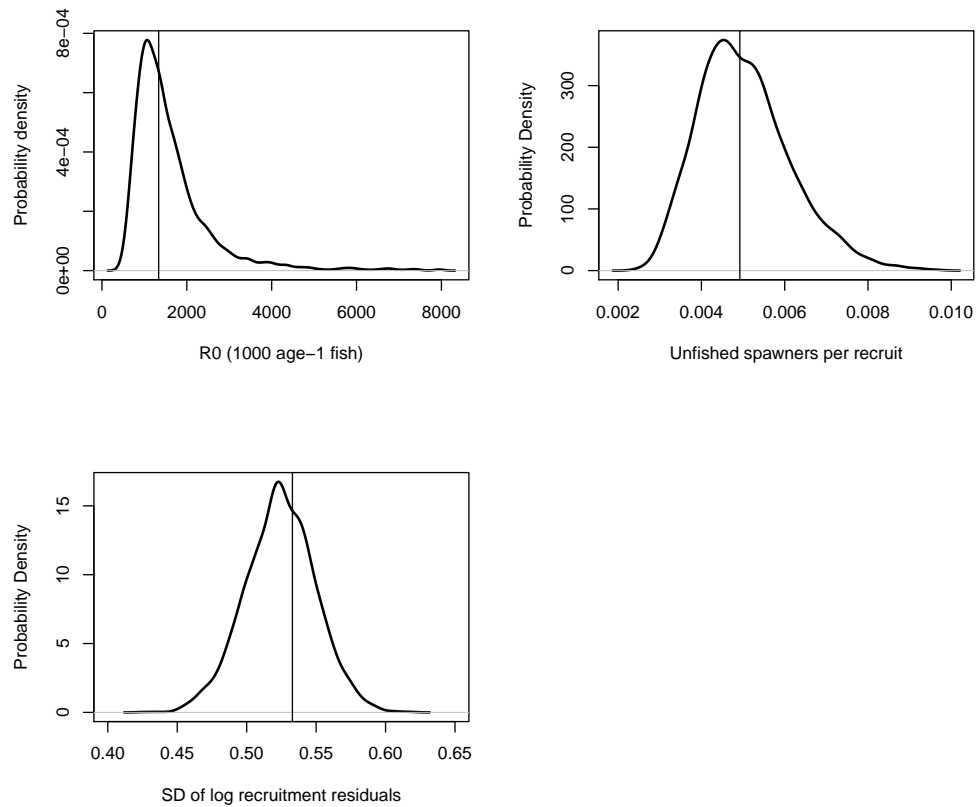 Probability density
0e+00
4e−04
8e−04
0 2000 4000 6000 8000
R0 (1000 age−1 fish)
Probability Density
0 100 200 300
0.002 0.004 0.006 0.008 0.010
Unfished spawners per recruit
Probability Density
0 5 10 15
0.40 0.45 0.50 0.55 0.60 0.65
SD of log recruitment residuals